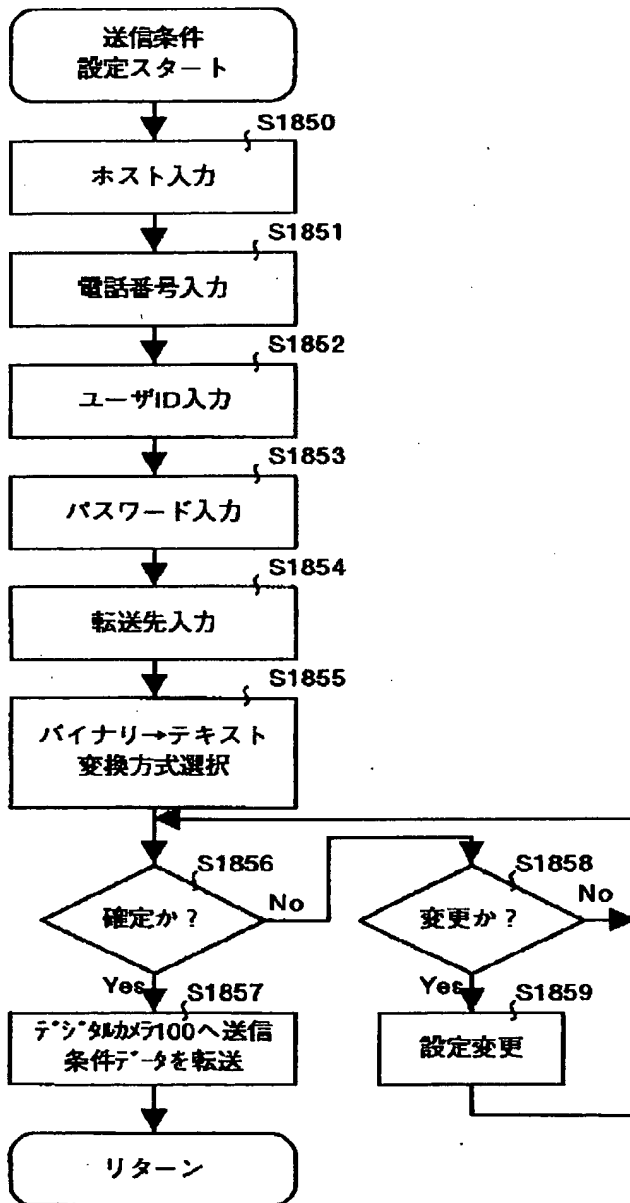 送信条件
設定スタート
S1850
ホスト入力
S1851
電話番号入力
S1852
ユーザID入力
S1853
パスワード入力
S1854
転送先入力
S1855
バイナリ→テキスト
変換方式選択
S1856
確定か？
No
S1858
変更か？
No
Yes
S1857
ﾃﾞｼﾞﾀﾙｶﾒﾗ100へ送信
条件ﾃﾞｰﾀを転送
Yes
S1859
設定変更
リターン